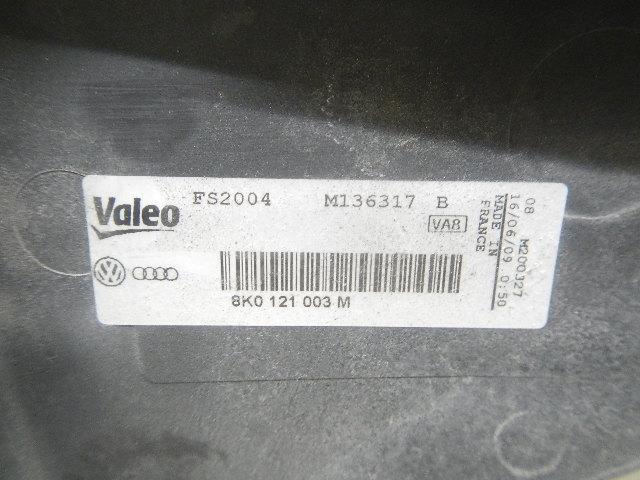 Valeo FS2004 M136317 B
VA8
8K0 121 003 M
MADE IN
FRANCE
08 M200327
16/06/09 0:50